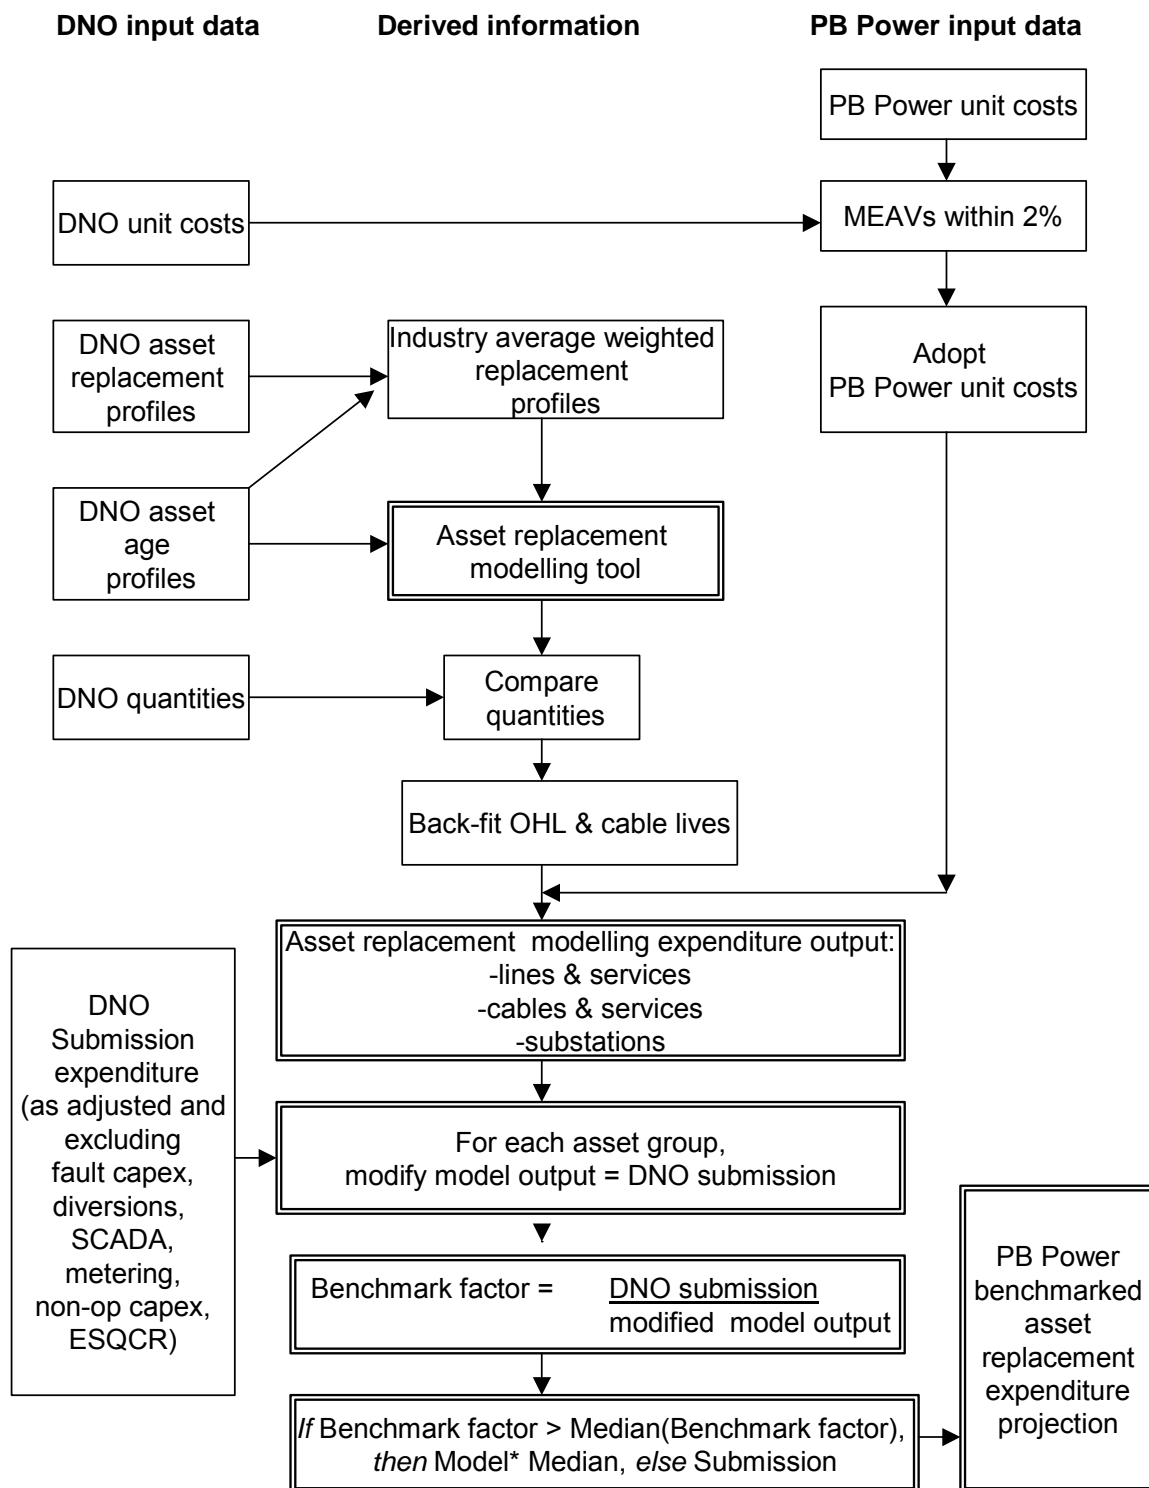 DNO input data
Derived information
PB Power input data
PB Power unit costs
DNO unit costs
MEAVs within 2%
DNO asset
replacement
profiles
Industry average weighted
replacement
profiles
Adopt
PB Power unit costs
DNO asset
age
profiles
Asset replacement
modelling tool
DNO quantities
Compare
quantities
Back-fit OHL & cable lives
Asset replacement modelling expenditure output:
-lines & services
-cables & services
-substations
DNO
Submission
expenditure
(as adjusted and
excluding
fault capex,
diversions,
SCADA,
metering,
non-op capex,
ESQCR)
For each asset group,
modify model output = DNO submission
Benchmark factor = DNO submission
modified model output
If Benchmark factor > Median(Benchmark factor),
then Model* Median, else Submission
PB Power
benchmarked
asset
replacement
expenditure
projection